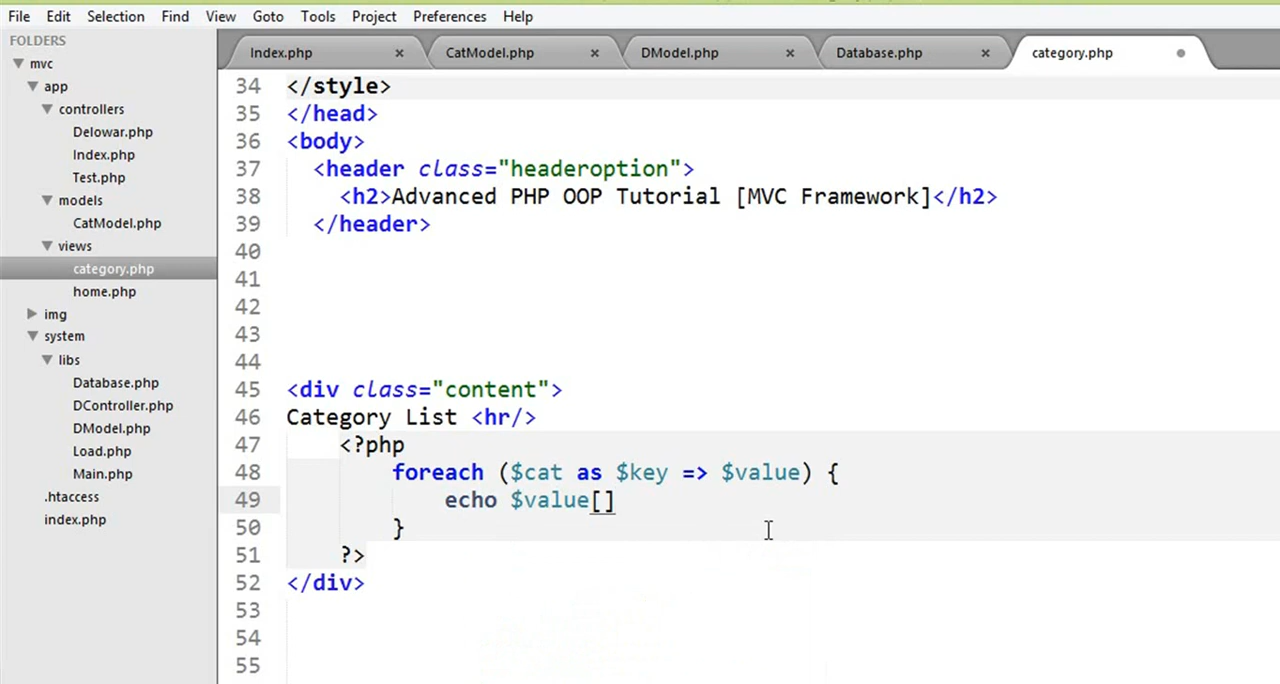 File Edit Selection Find View Goto Tools Project Preferences Help
FOLDERS
mvc
app
controllers
Delowar.php
Index.php
Test.php
models
CatModel.php
views
category.php
home.php
img
system
libs
Database.php
DController.php
DModel.php
Load.php
Main.php
.htaccess
index.php
Index.php × CatModel.php × DModel.php × Database.php × category.php
34 </style>
35 </head>
36 <body>
37 <header class="headeroption">
38 <h2>Advanced PHP OOP Tutorial [MVC Framework]</h2>
39 </header>
40
41
42
43
44
45 <div class="content">
46 Category List <hr/>
47 <?php
48 foreach ($cat as $key => $value) {
49 echo $value[]
50 }
51 ?>
52 </div>
53
54
55